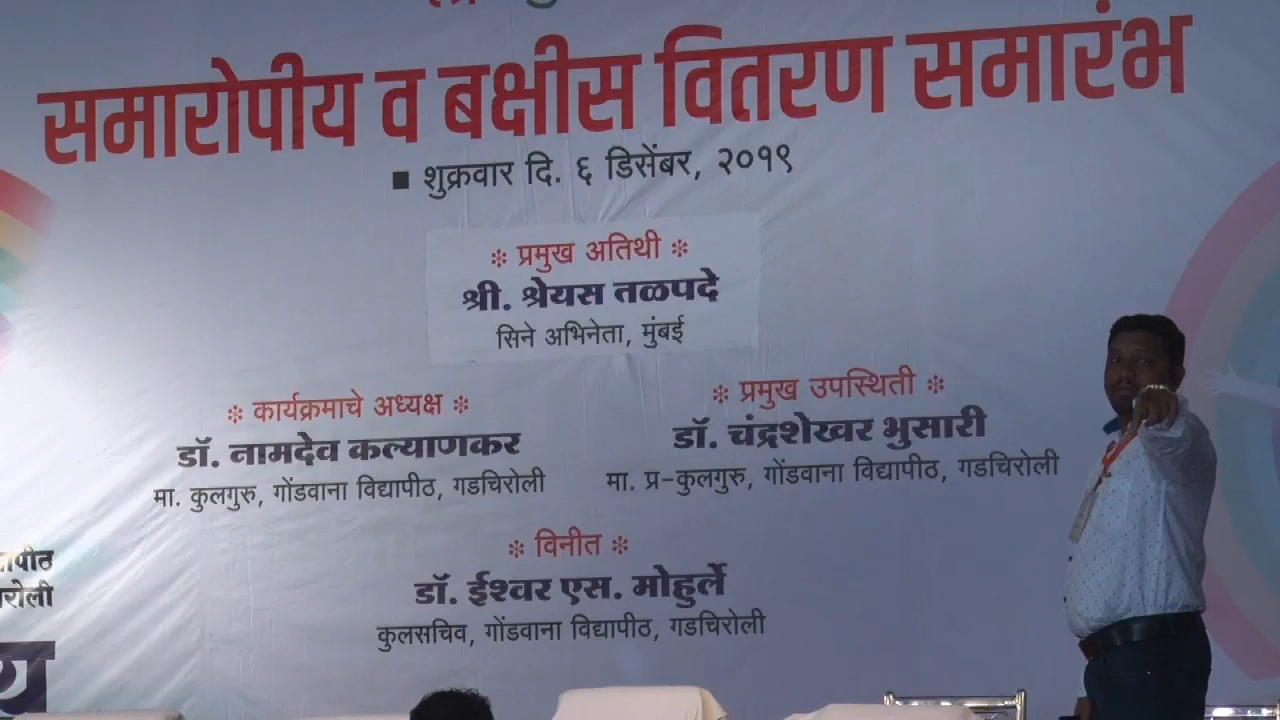 समारोपीय व बक्षीस वितरण समारंभ
■ शुक्रवार दि. ६ डिसेंबर, २०१९
❇ प्रमुख अतिथी ❇
श्री. श्रेयस तळपदे
सिने अभिनेता, मुंबई
❇ कार्यक्रमाचे अध्यक्ष ❇
डॉ. नामदेव कल्याणकर
मा. कुलगुरु, गोंडवाना विद्यापीठ, गडचिरोली
❇ प्रमुख उपस्थिती ❇
डॉ. चंद्रशेखर भुसारी
मा. प्र-कुलगुरु, गोंडवाना विद्यापीठ, गडचिरोली
❇ विनीत ❇
डॉ. ईश्वर एस. मोहुर्ले
कुलसचिव, गोंडवाना विद्यापीठ, गडचिरोली